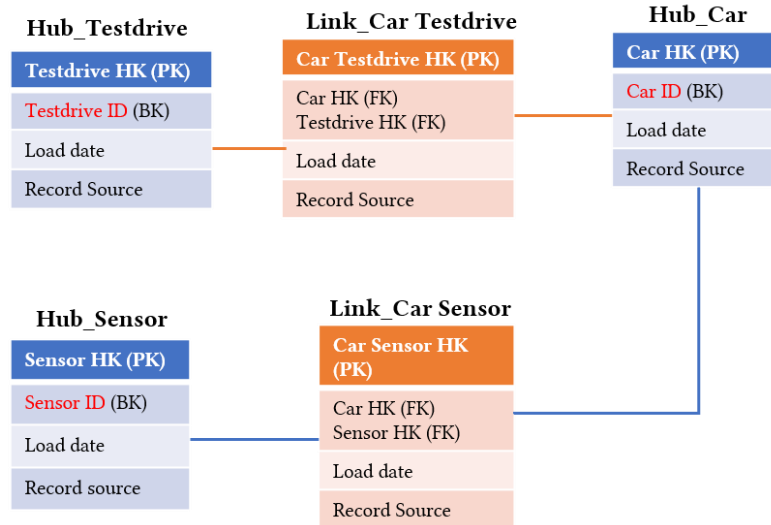 Hub_Testdrive
Testdrive HK (PK)
Testdrive ID (BK)
Load date
Record Source
Link_Car Testdrive
Car Testdrive HK (PK)
Car HK (FK)
Testdrive HK (FK)
Load date
Record Source
Hub_Car
Car HK (PK)
Car ID (BK)
Load date
Record Source
Hub_Sensor
Sensor HK (PK)
Sensor ID (BK)
Load date
Record source
Link_Car Sensor
Car Sensor HK
(PK)
Car HK (FK)
Sensor HK (FK)
Load date
Record Source